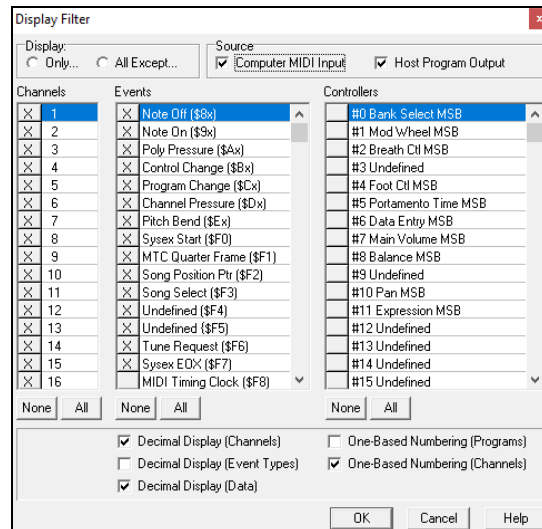 Display Filter
x
Display:
Only...
All Except...
Source
Computer MIDI Input
Host Program Output
Channels
X 1
X 2
X 3
X 4
X 5
X 6
X 7
X 8
X 9
X 10
X 11
X 12
X 13
X 14
X 15
X 16
None All
Events
X Note Off ($8x)
X Note On ($9x)
X Poly Pressure ($Ax)
X Control Change ($Bx)
X Program Change ($Cx)
X Channel Pressure ($Dx)
X Pitch Bend ($Ex)
X Sysex Start ($F0)
X MTC Quarter Frame ($F1)
X Song Position Ptr ($F2)
X Song Select ($F3)
X Undefined ($F4)
X Undefined ($F5)
X Tune Request ($F6)
X Sysex EOX ($F7)
MIDI Timing Clock ($F8)
None All
Controllers
#0 Bank Select MSB
#1 Mod Wheel MSB
#2 Breath Ctl MSB
#3 Undefined
#4 Foot Ctl MSB
#5 Portamento Time MSB
#6 Data Entry MSB
#7 Main Volume MSB
#8 Balance MSB
#9 Undefined
#10 Pan MSB
#11 Expression MSB
#12 Undefined
#13 Undefined
#14 Undefined
#15 Undefined
None All
Decimal Display (Channels)
Decimal Display (Event Types)
Decimal Display (Data)
One-Based Numbering (Programs)
One-Based Numbering (Channels)
OK Cancel Help